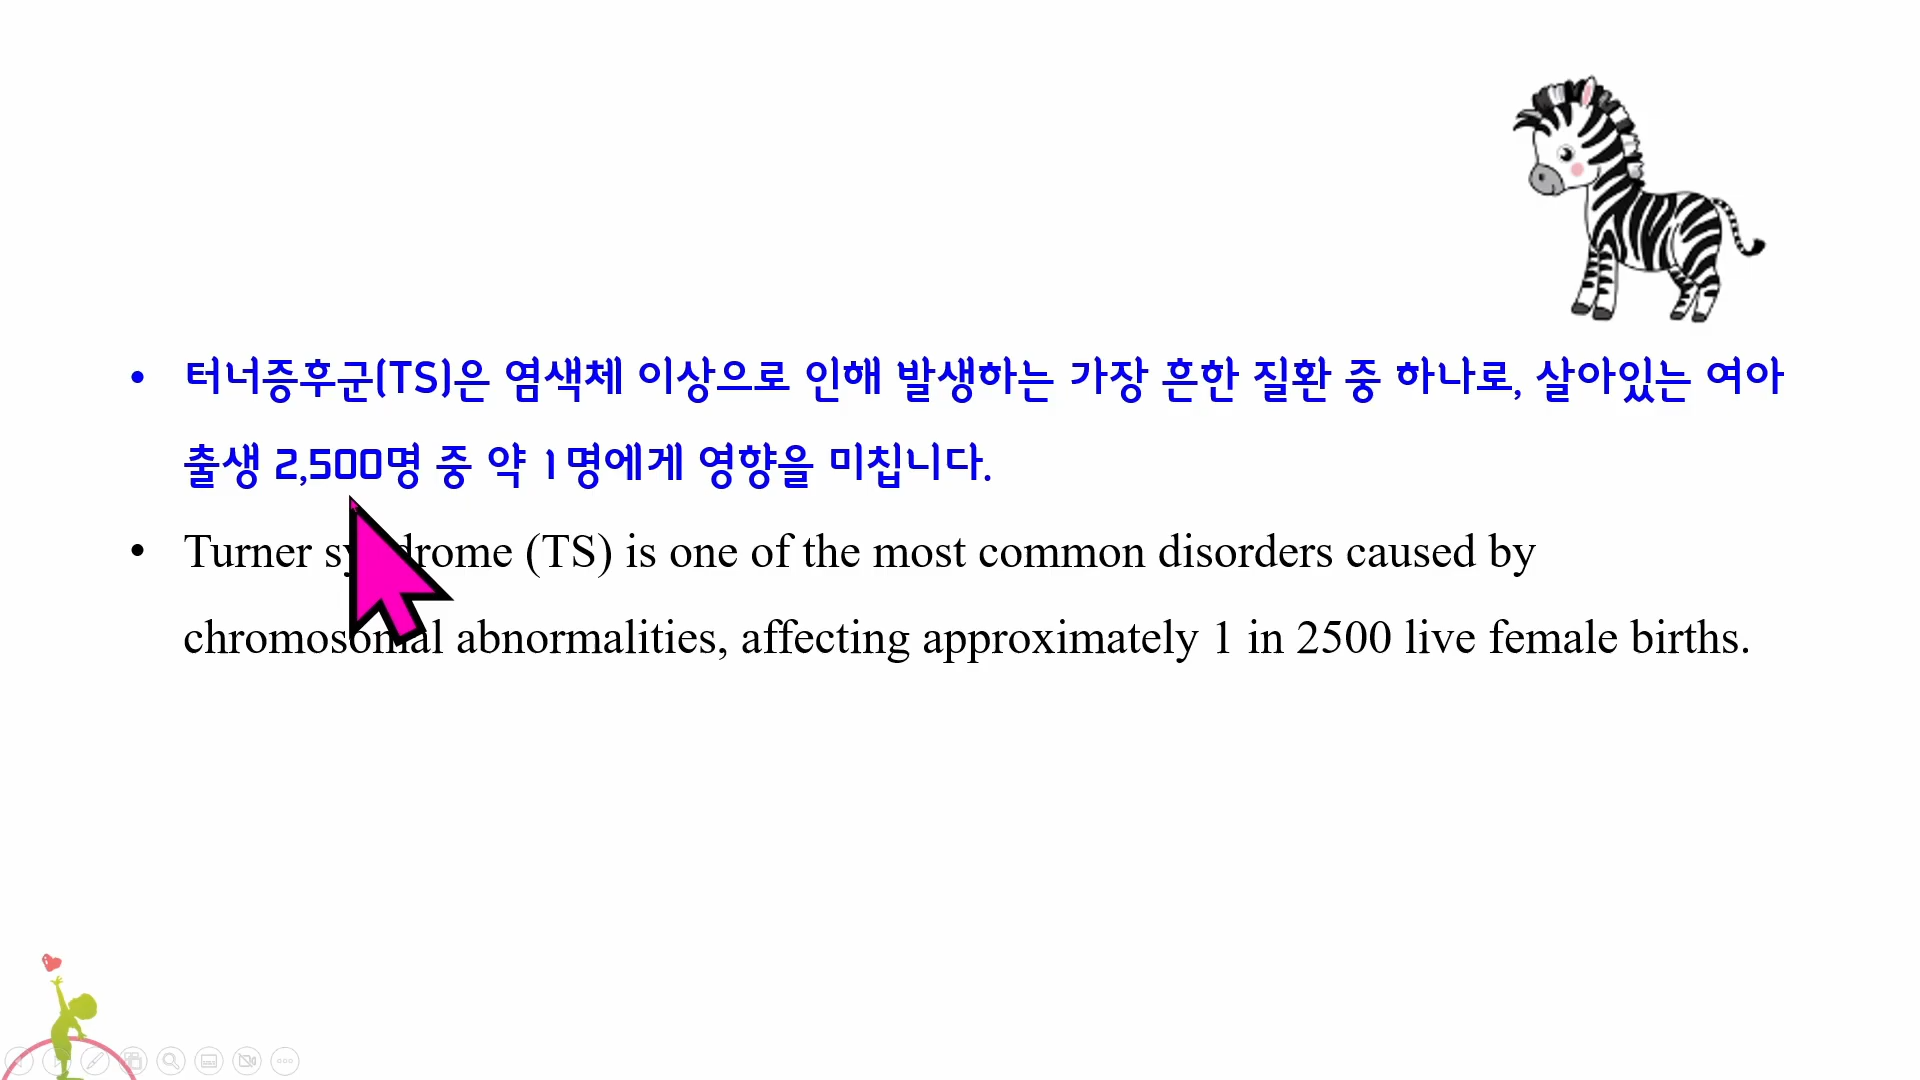 • 터너증후군(TS)은 염색체 이상으로 인해 발생하는 가장 흔한 질환 중 하나로, 살아있는 여아
출생 2,500명 중 약 1명에게 영향을 미칩니다.
• Turner syndrome (TS) is one of the most common disorders caused by
chromosomal abnormalities, affecting approximately 1 in 2500 live female births.